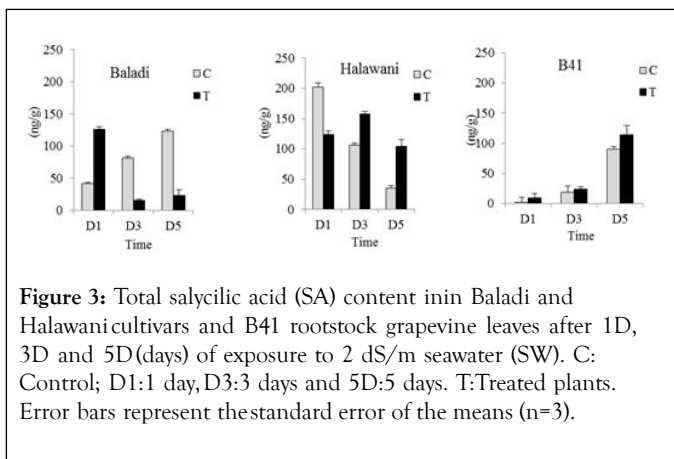 Baladi
C
T
(ng/g)
200
150
100
50
0
D1 D3 D5
Time
Halawani
C
T
(ng/g)
250
200
150
100
50
0
D1 D3 D5
Time
B41
C
T
(ng/g)
200
150
100
50
0
D1 D3 D5
Time
Figure 3: Total salycilic acid (SA) content inin Baladi and
Halawanicultivars and B41 rootstock grapevine leaves after 1D,
3D and 5D(days) of exposure to 2 dS/m seawater (SW). C:
Control; D1:1 day,D3:3 days and 5D:5 days. T:Treated plants.
Error bars represent thestandard error of the means (n=3).